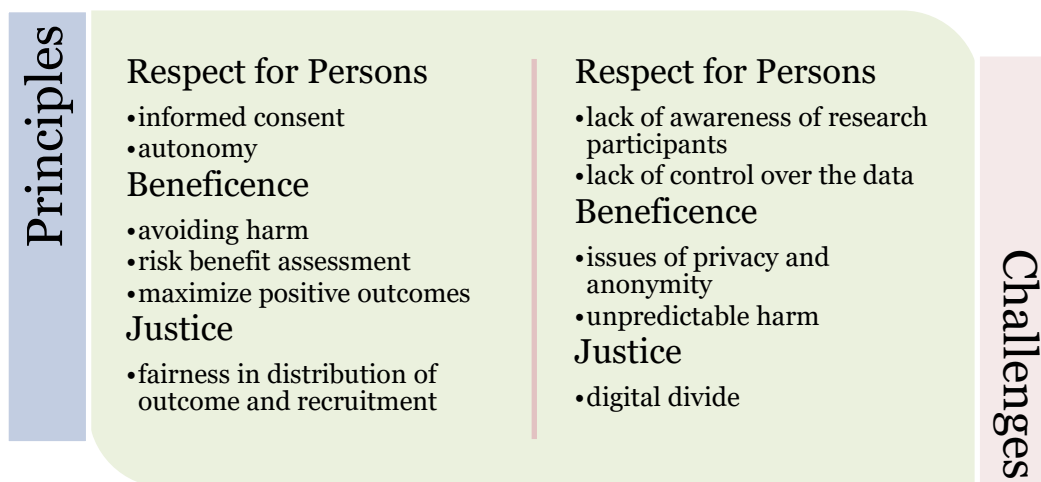 Principles
Respect for Persons
•informed consent
•autonomy
Beneficence
•avoiding harm
•risk benefit assessment
•maximize positive outcomes
Justice
•fairness in distribution of
outcome and recruitment
Respect for Persons
•lack of awareness of research
participants
•lack of control over the data
Beneficence
•issues of privacy and
anonymity
•unpredictable harm
Justice
•digital divide
Challenges